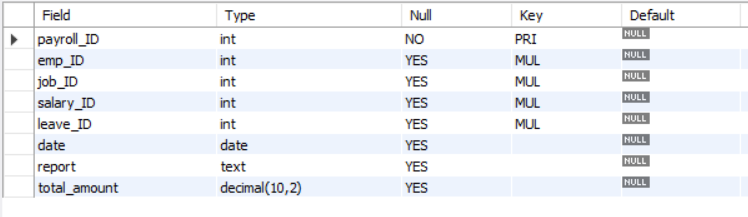 Field Type Null Key Default
payroll_ID int NO PRI NULL
emp_ID int YES MUL NULL
job_ID int YES MUL NULL
salary_ID int YES MUL NULL
leave_ID int YES MUL NULL
date date YES NULL
report text YES NULL
total_amount decimal(10,2) YES NULL